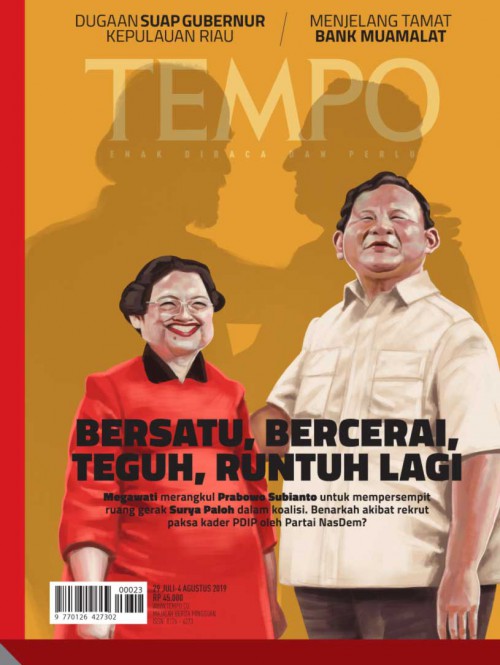 DUGAAN SUAP GUBERNUR
KEPULAUAN RIAU
MENJELANG TAMAT
BANK MUAMALAT
TEMPO
ENAK DIBACA DAN PERLU
BERSATU, BERCERAI,
TEGUH, RUNTUH LAGI
Megawati merangkul Prabowo Subianto untuk mempersempit
ruang gerak Surya Paloh dalam koalisi. Benarkah akibat rekrut
paksa kader PDIP oleh Partai NasDem?
00023
9 770126 427302
29 JULI-4 AGUSTUS 2019
RP 45.000